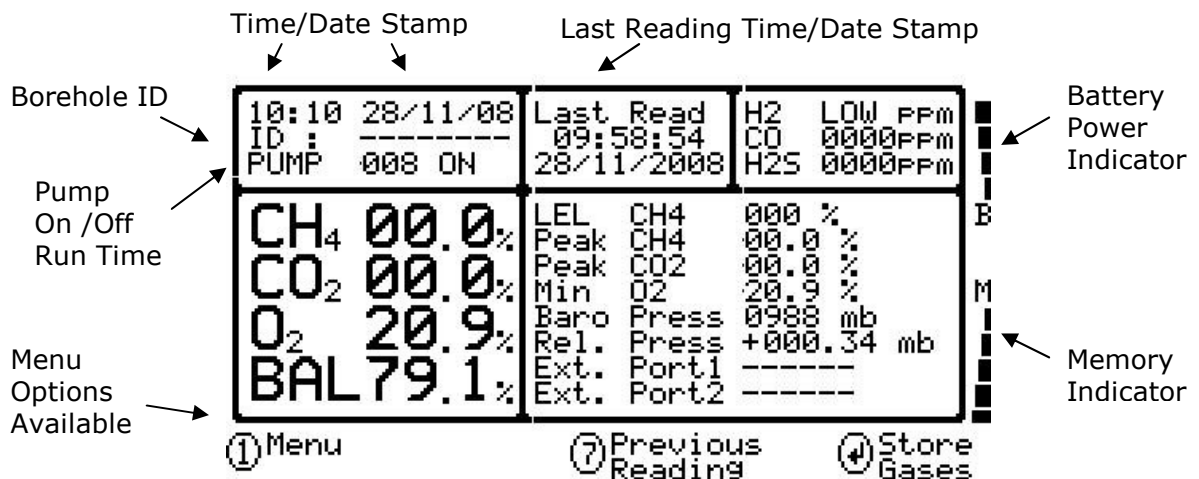 Time/Date Stamp
Last Reading Time/Date Stamp
Borehole ID
Pump
On /Off
Run Time
Menu
Options
Available
Battery
Power
Indicator
Memory
Indicator
10:10 28/11/08
ID : --------
PUMP 008 ON
Last Read
09:58:54
28/11/2008
H2 LOW ppm
CO 0000ppm
H2S 0000ppm
CH4 00.0%
CO2 00.0%
O2 20.9%
BAL 79.1%
LEL CH4 000 %
Peak CH4 00.0 %
Peak CO2 00.0 %
Min O2 20.9 %
Baro Press 0988 mb
Rel. Press +000.34 mb
Ext. Port1 ------
Ext. Port2 ------
B
M
1 Menu
7 Previous
Reading
Store
Gases